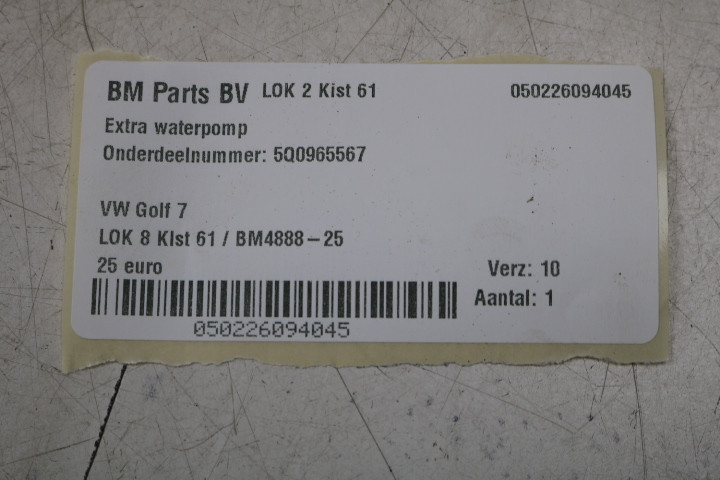 BM Parts BV LOK 2 Kist 61 050226094045
Extra waterpomp
Onderdeelnummer: 5Q0965567
VW Golf 7
LOK 8 KIst 61 / BM4888-25
25 euro Verz: 10
Aantal: 1
050226094045